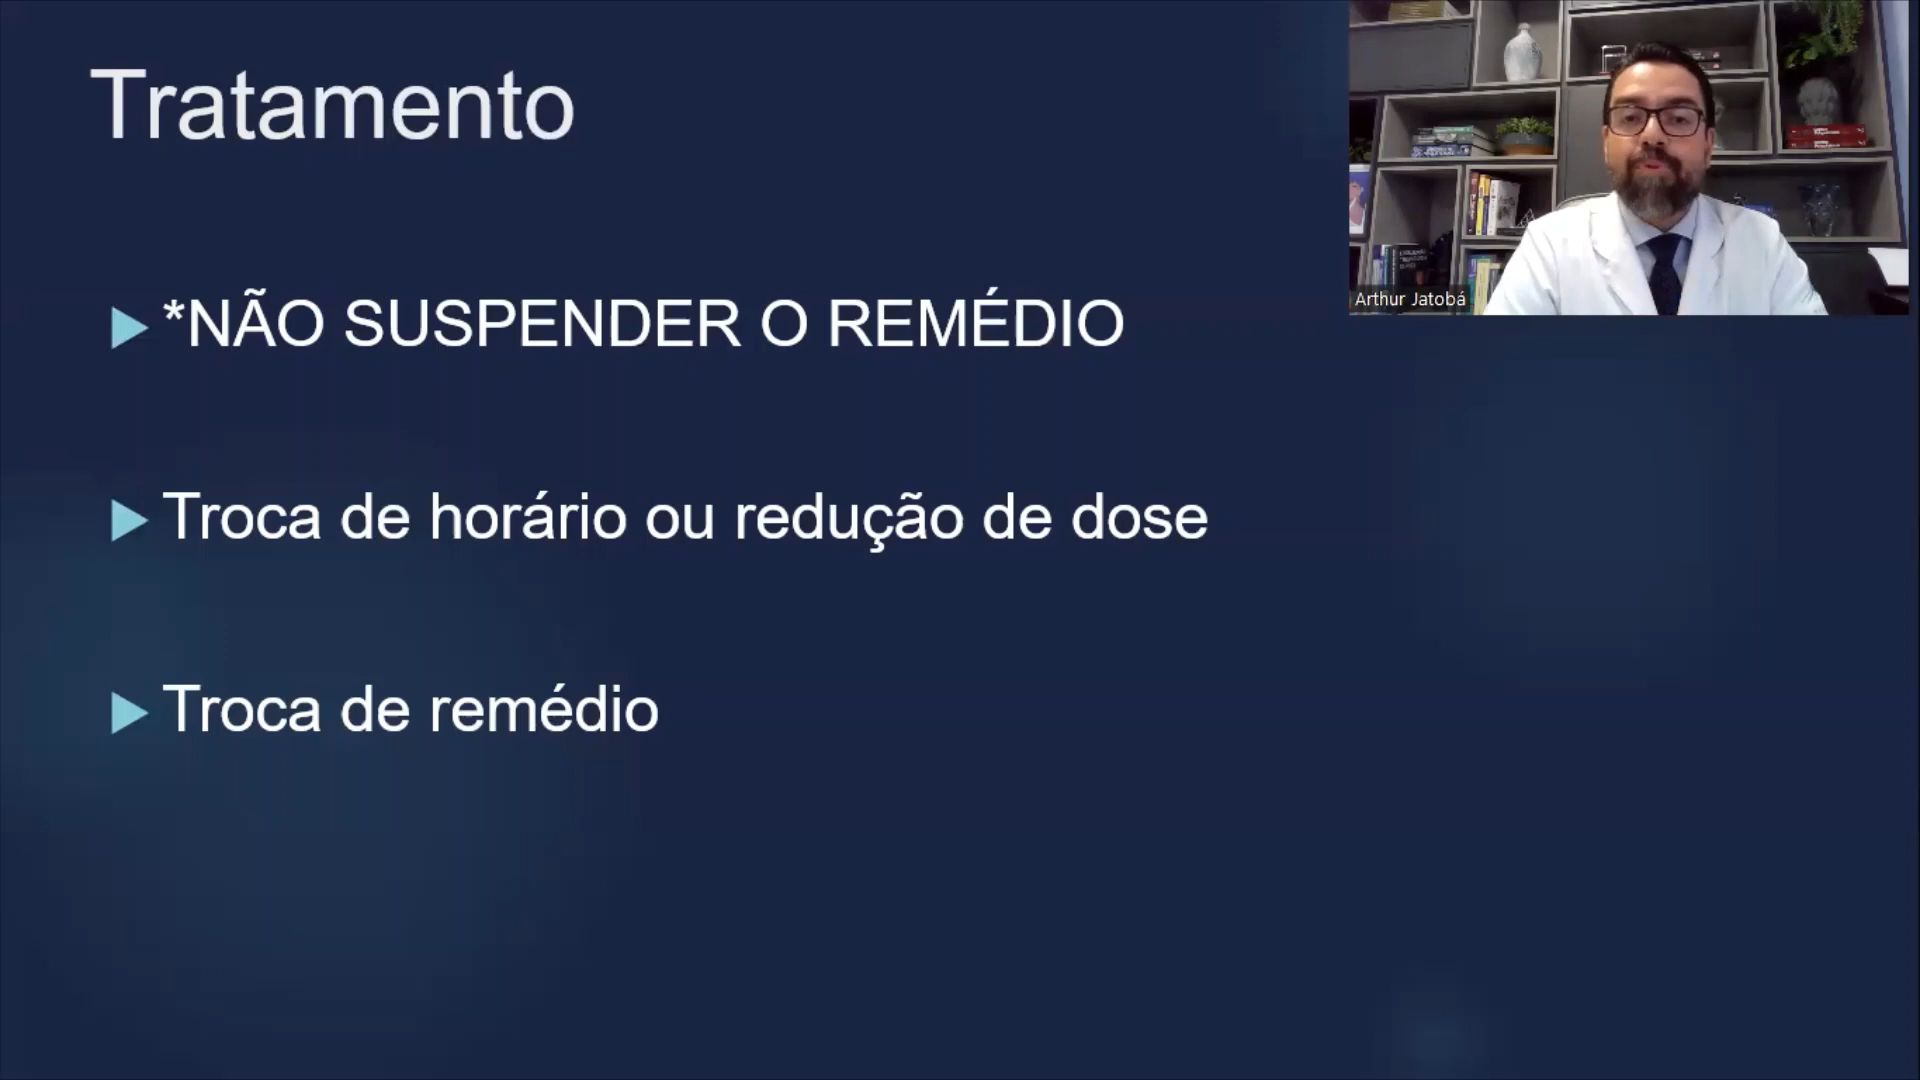 Tratamento
*NÃO SUSPENDER O REMÉDIO
Troca de horário ou redução de dose
Troca de remédio
Arthur Jatobá